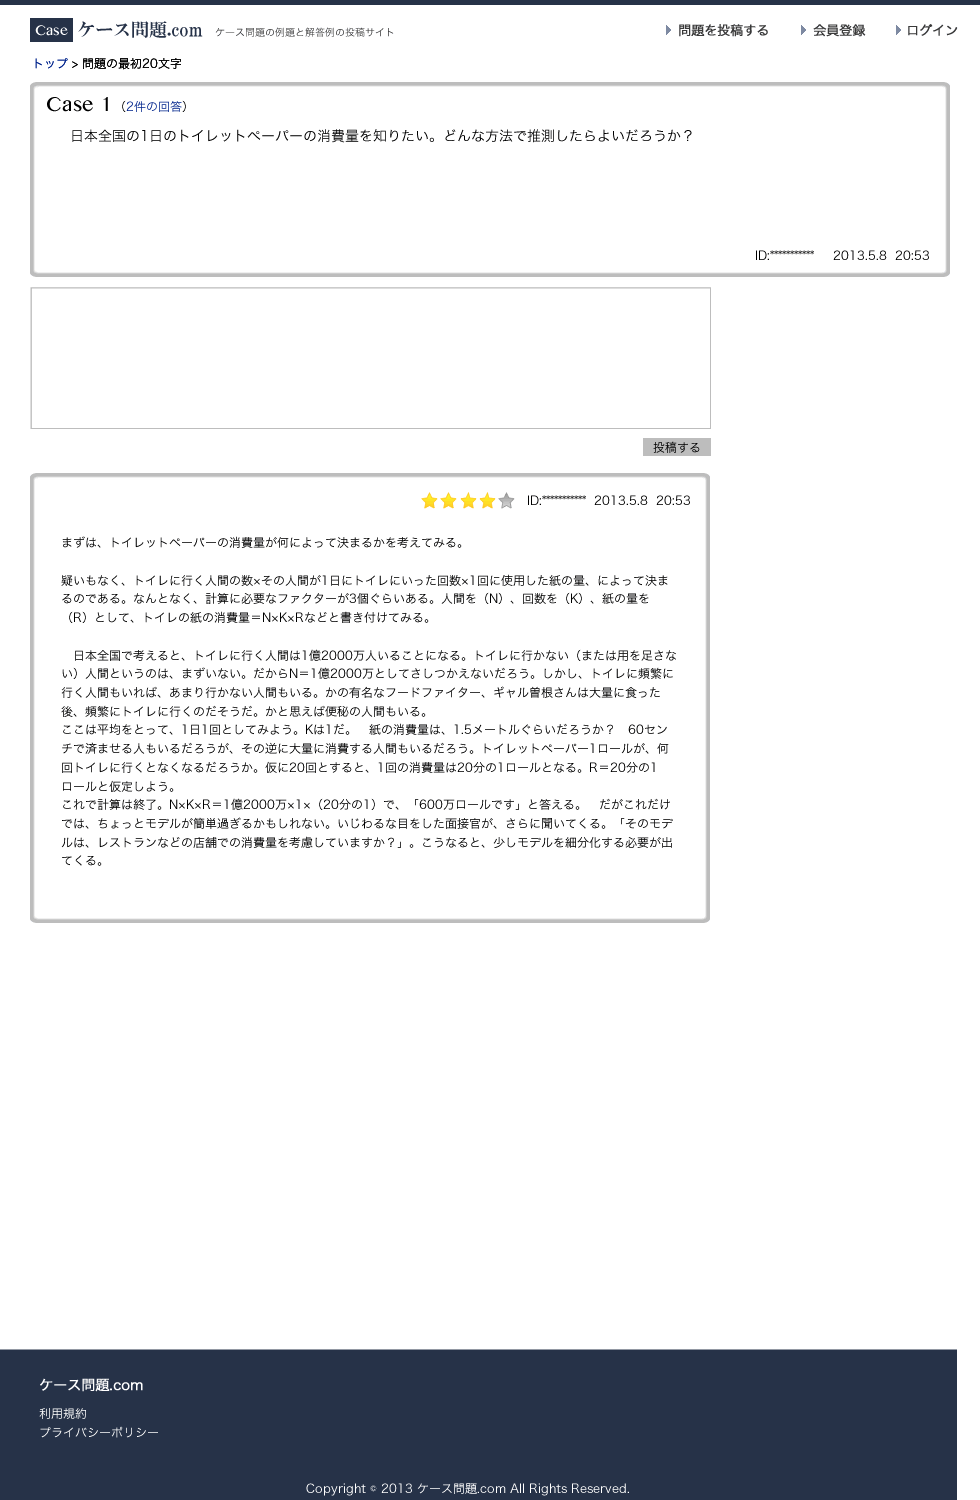 Case ケース問題.com ケース問題の例題と解答例の投稿サイト 問題を投稿する 会員登録 ログイン
トップ > 問題の最初20文字
Case 1 （2件の回答）
日本全国の1日のトイレットペーパーの消費量を知りたい。どんな方法で推測したらよいだろうか？
ID:*********** 2013.5.8 20:53
投稿する
ID:*********** 2013.5.8 20:53
まずは、トイレットペーパーの消費量が何によって決まるかを考えてみる。
疑いもなく、トイレに行く人間の数×その人間が1日にトイレにいった回数×1回に使用した紙の量、によって決ま
るのである。なんとなく、計算に必要なファクターが3個ぐらいある。人間を（N）、回数を（K）、紙の量を
（R）として、トイレの紙の消費量＝N×K×Rなどと書き付けてみる。
日本全国で考えると、トイレに行く人間は1億2000万人いることになる。トイレに行かない（または用を足さな
い）人間というのは、まずいない。だからN＝1億2000万としてさしつかえないだろう。しかし、トイレに頻繁に
行く人間もいれば、あまり行かない人間もいる。かの有名なフードファイター、ギャル曽根さんは大量に食った
後、頻繁にトイレに行くのだそうだ。かと思えば便秘の人間もいる。
ここは平均をとって、1日1回としてみよう。Kは1だ。　紙の消費量は、1.5メートルぐらいだろうか？　60セン
チで済ませる人もいるだろうが、その逆に大量に消費する人間もいるだろう。トイレットペーパー1ロールが、何
回トイレに行くとなくなるだろうか。仮に20回とすると、1回の消費量は20分の1ロールとなる。R＝20分の1
ロールと仮定しよう。
これで計算は終了。N×K×R＝1億2000万×1×（20分の1）で、「600万ロールです」と答える。　だがこれだけ
では、ちょっとモデルが簡単過ぎるかもしれない。いじわるな目をした面接官が、さらに聞いてくる。「そのモデ
ルは、レストランなどの店舗での消費量を考慮していますか？」。こうなると、少しモデルを細分化する必要が出
てくる。
ケース問題.com
利用規約
プライバシーポリシー
Copyright © 2013 ケース問題.com All Rights Reserved.